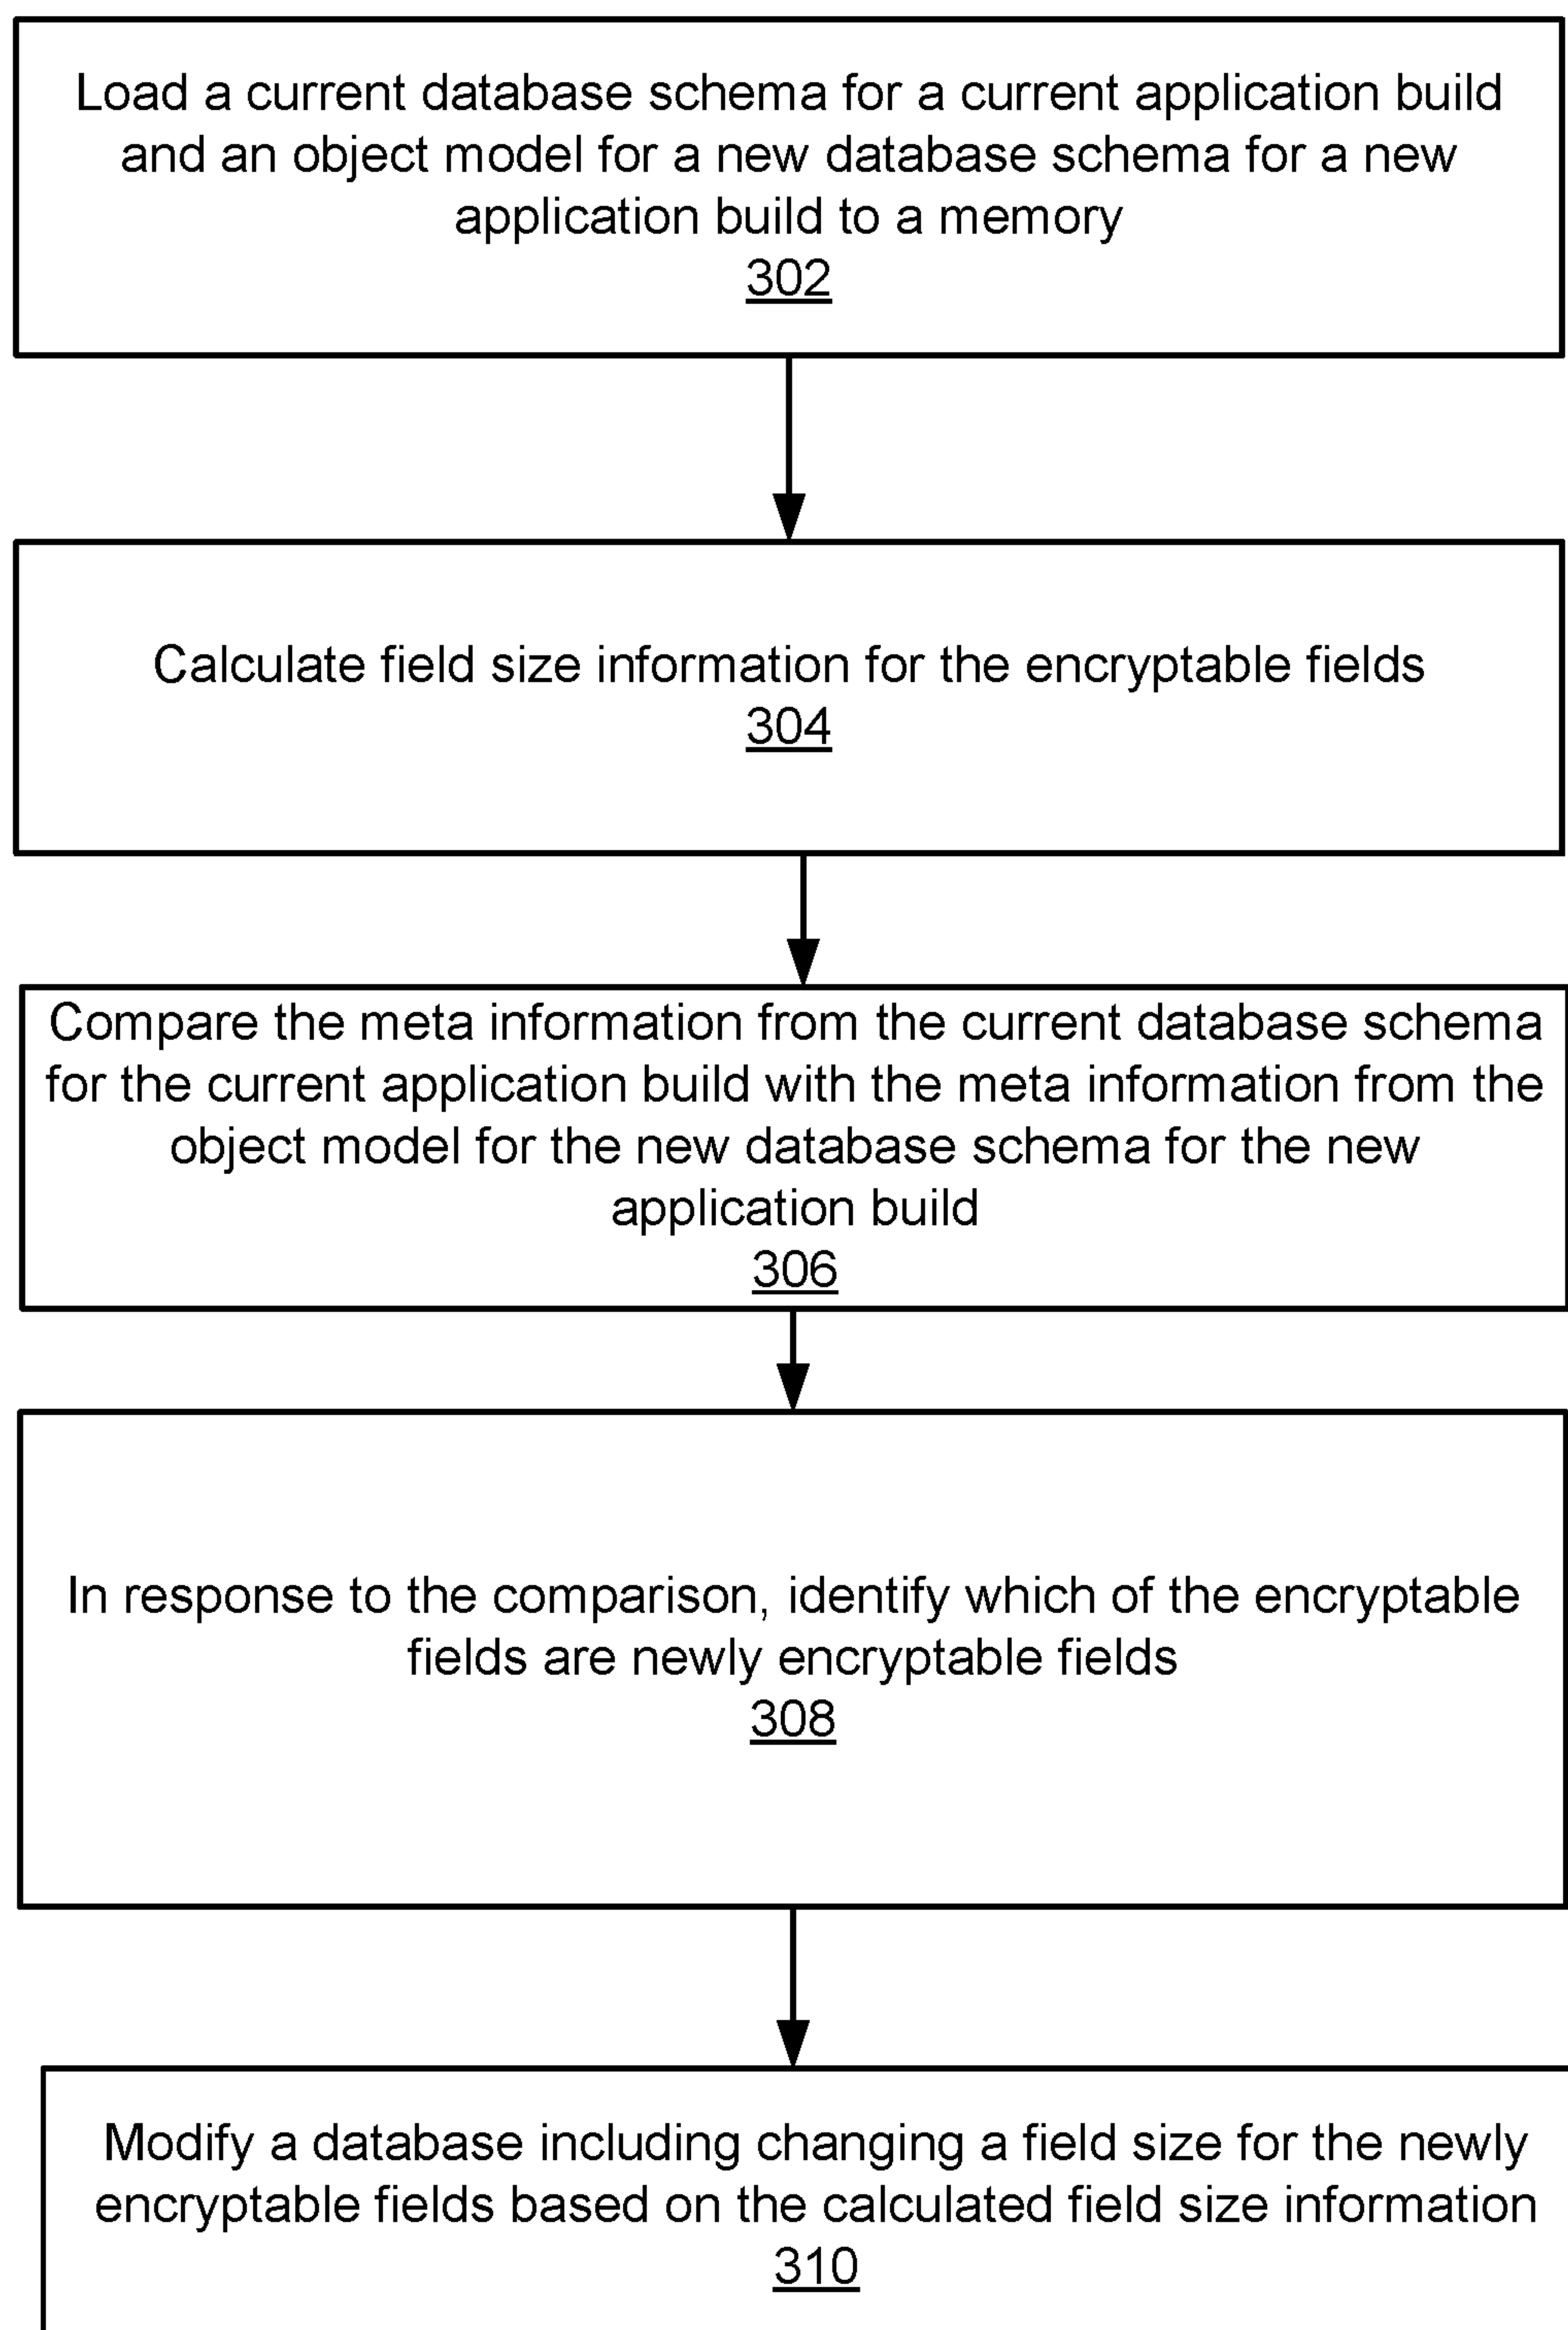 Load a current database schema for a current application build
and an object model for a new database schema for a new
application build to a memory
302
Calculate field size information for the encryptable fields
304
Compare the meta information from the current database schema
for the current application build with the meta information from the
object model for the new database schema for the new
application build
306
In response to the comparison, identify which of the encryptable
fields are newly encryptable fields
308
Modify a database including changing a field size for the newly
encryptable fields based on the calculated field size information
310